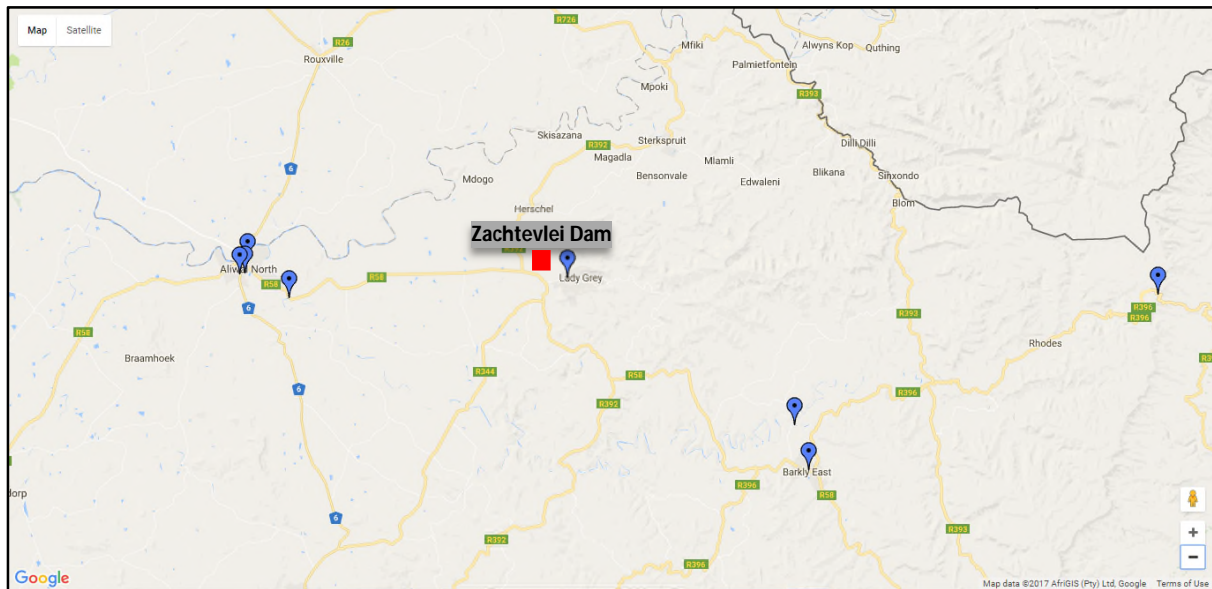 Map Satellite
R726
R26
Rouxville
Mfiki
Alwyns Kop
Quthing
Palmietfontein
Mpoki
R393
Skisazana
R392
Sterkspruit
Magadla
Dilli Dilli
Mlamli
6
Mdogo
Bensonvale
Edwaleni
Blikana
Sinxondo
Blom
Herschel
Zachtevlei Dam
Aliwal North
R58
R58
Lady Grey
6
R393
R396
R396
R58
Braamhoek
Rhodes
R344
R58
6
R392
R396
Barkly East
R396
R58
dorp
6
R393
R352
R396
Google
Map data ©2017 AfriGIS (Pty) Ltd, Google Terms of Use